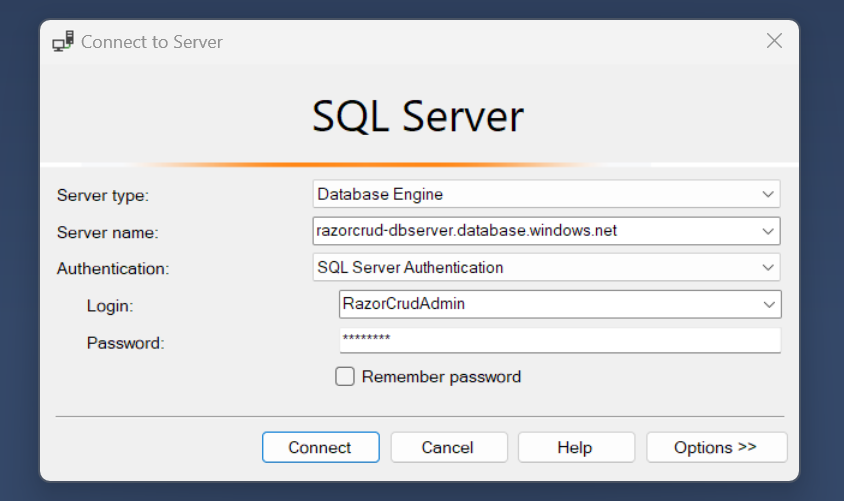 Connect to Server
SQL Server
Server type: Database Engine
Server name: razorcrud-dbserver.database.windows.net
Authentication: SQL Server Authentication
Login: RazorCrudAdmin
Password: ********
Remember password
Connect Cancel Help Options >>